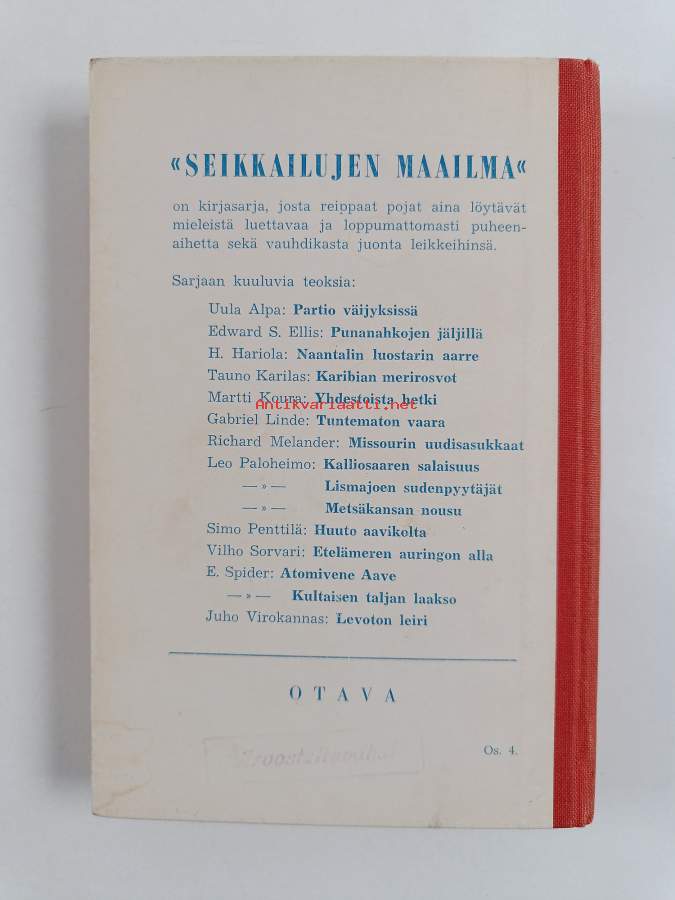 «SEIKKAILUJEN MAAILMA«
on kirjasarja, josta reippaat pojat aina löytävät
mieleistä luettavaa ja loppumattomasti puheen-
aihetta sekä vauhdikasta juonta leikkeihinsä.
Sarjaan kuuluvia teoksia:
Uula Alpa: Partio väijyksissä
Edward S. Ellis: Punanahkojen jäljillä
H. Hariola: Naantalin luostarin aarre
Tauno Karilas: Karibian merirosvot
Martti Koura: Yhdestoista hetki
Antikvariaatti.net
Gabriel Linde: Tuntematon vaara
Richard Melander: Missourin uudisasukkaat
Leo Paloheimo: Kalliosaaren salaisuus
—»— Lismajoen sudenpyytäjät
—»— Metsäkansan nousu
Simo Penttilä: Huuto aavikolta
Vilho Sorvari: Etelämeren auringon alla
E. Spider: Atomivene Aave
—»— Kultaisen taljan laakso
Juho Virokannas: Levoton leiri
OTAVA
Os. 4.